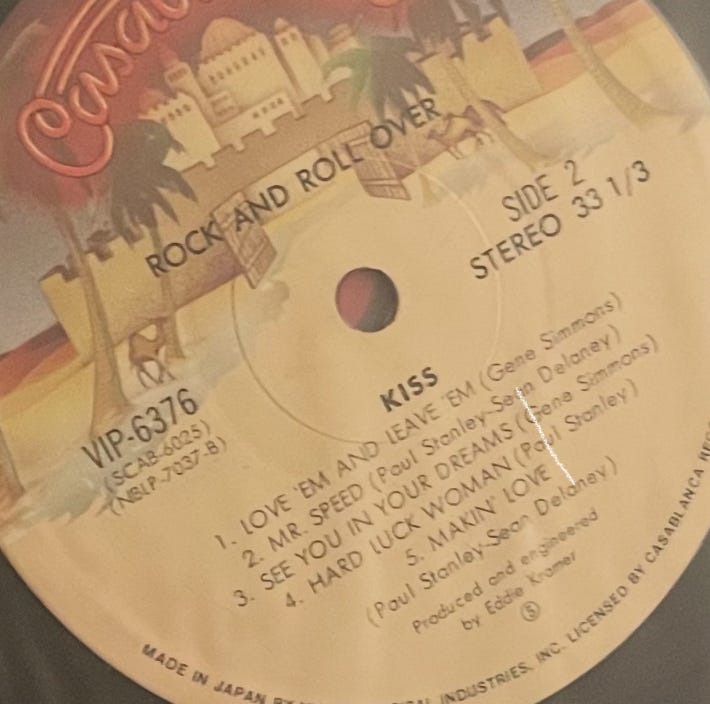 Casab
ROCK AND ROLL OVER
SIDE 2
STEREO 33 1/3
VIP-6376
(SCAB-6025)
(NBLP-7037-B)
KISS
1. LOVE 'EM AND LEAVE 'EM (Gene Simmons)
2. MR. SPEED (Paul Stanley-Sean Delaney)
3. SEE YOU IN YOUR DREAMS (Gene Simmons)
4. HARD LUCK WOMAN (Paul Stanley)
5. MAKIN' LOVE
(Paul Stanley-Sean Delaney)
Produced and engineered
by Eddie Kramer
Ⓢ
MADE IN JAPAN BY INDUSTRIES, INC. LICENSED BY CASABLANCA REC